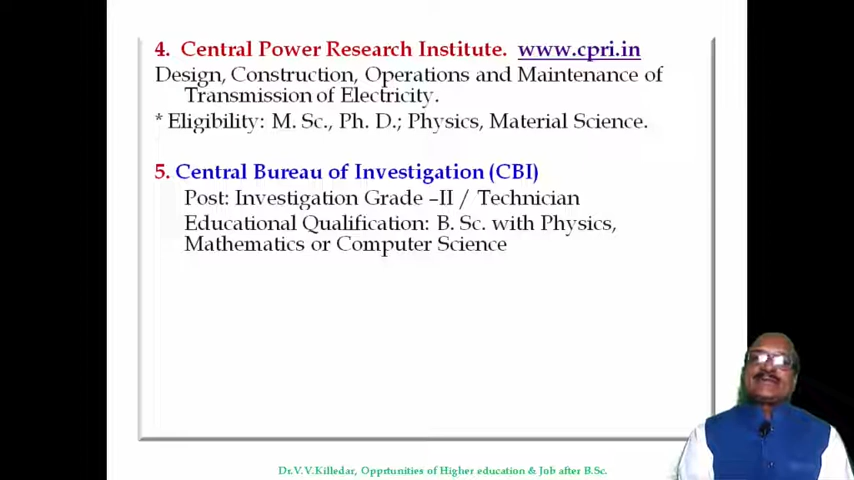 4. Central Power Research Institute. www.cpri.in
Design, Construction, Operations and Maintenance of
Transmission of Electricity.
* Eligibility: M. Sc., Ph. D.; Physics, Material Science.
5. Central Bureau of Investigation (CBI)
Post: Investigation Grade –II / Technician
Educational Qualification: B. Sc. with Physics,
Mathematics or Computer Science
Dr.V.V.Killedar, Opprtunities of Higher education & Job after B.Sc.